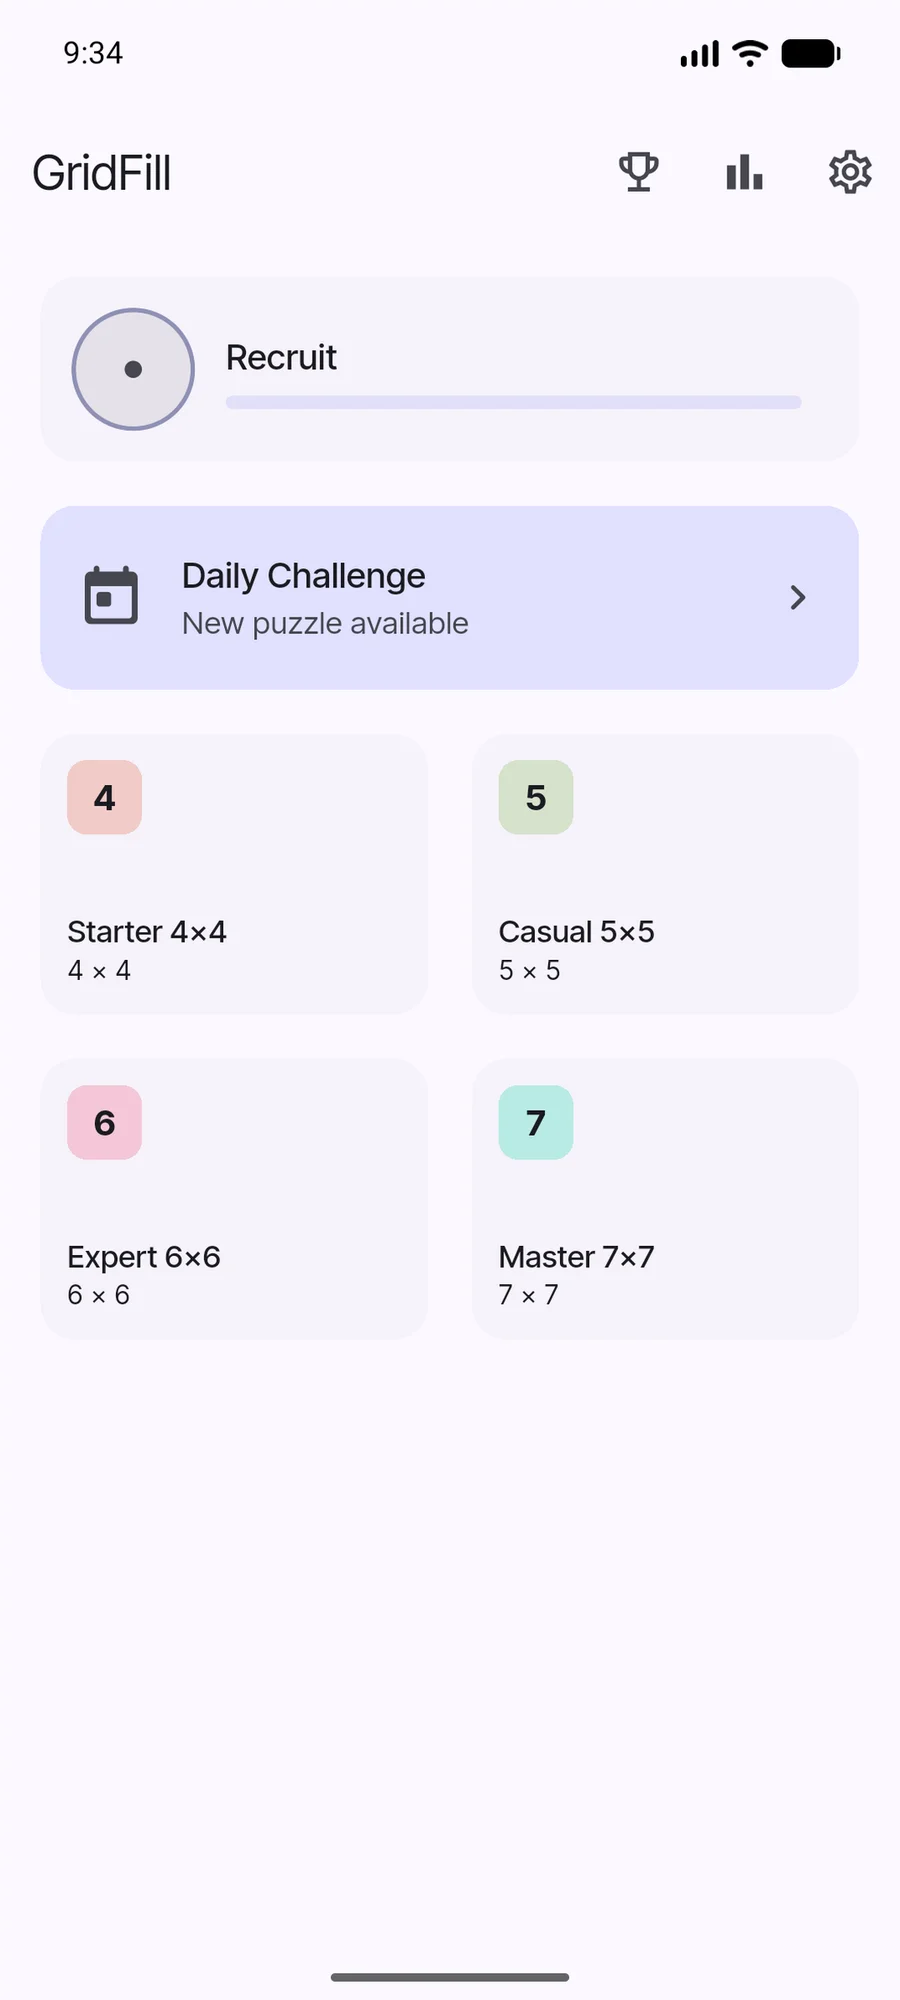 9:34
GridFill
Recruit
Daily Challenge
New puzzle available
4
Starter 4×4
4 × 4
5
Casual 5×5
5 × 5
6
Expert 6×6
6 × 6
7
Master 7×7
7 × 7